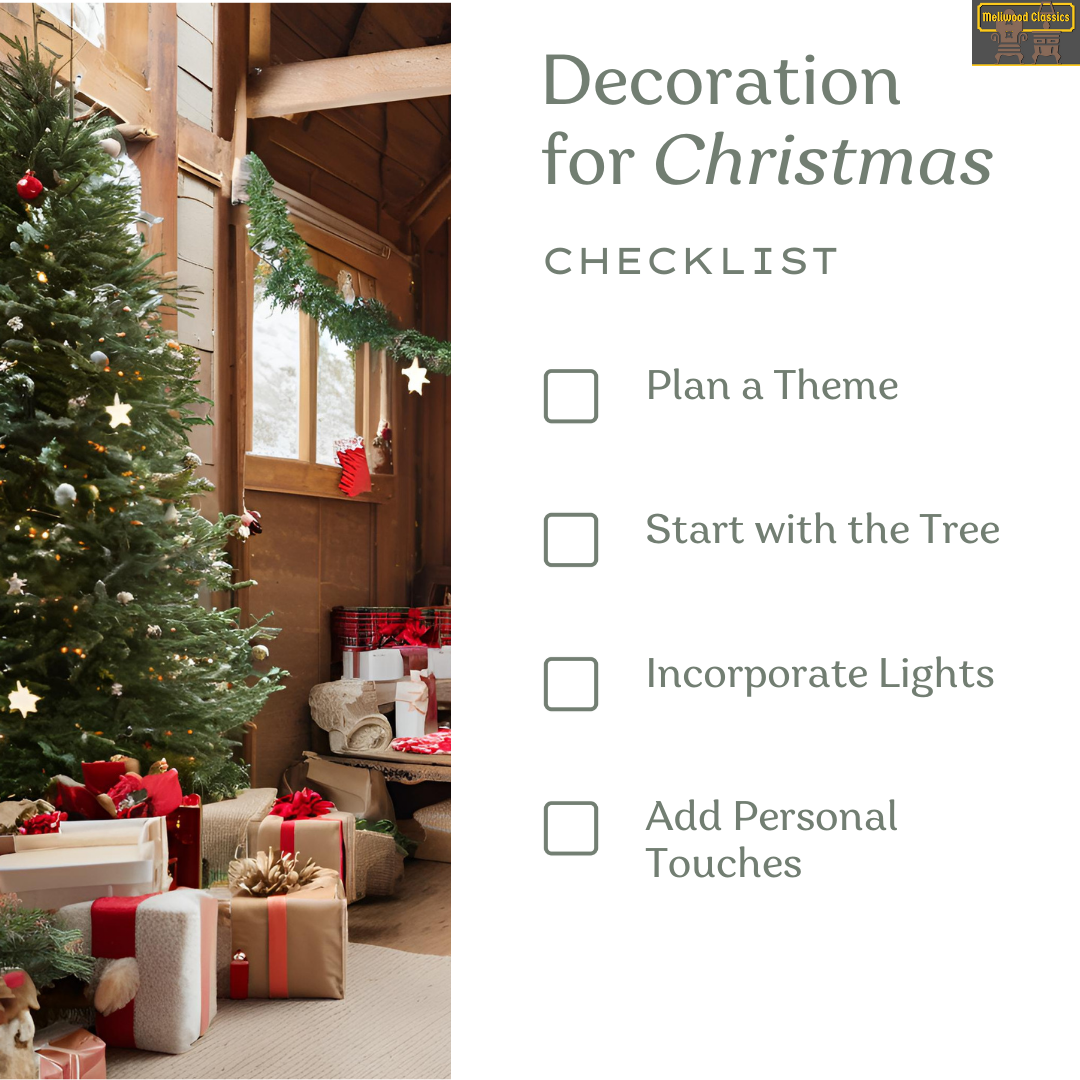 Meliwood Classics
Decoration
for Christmas
CHECKLIST
Plan a Theme
Start with the Tree
Incorporate Lights
Add Personal
Touches